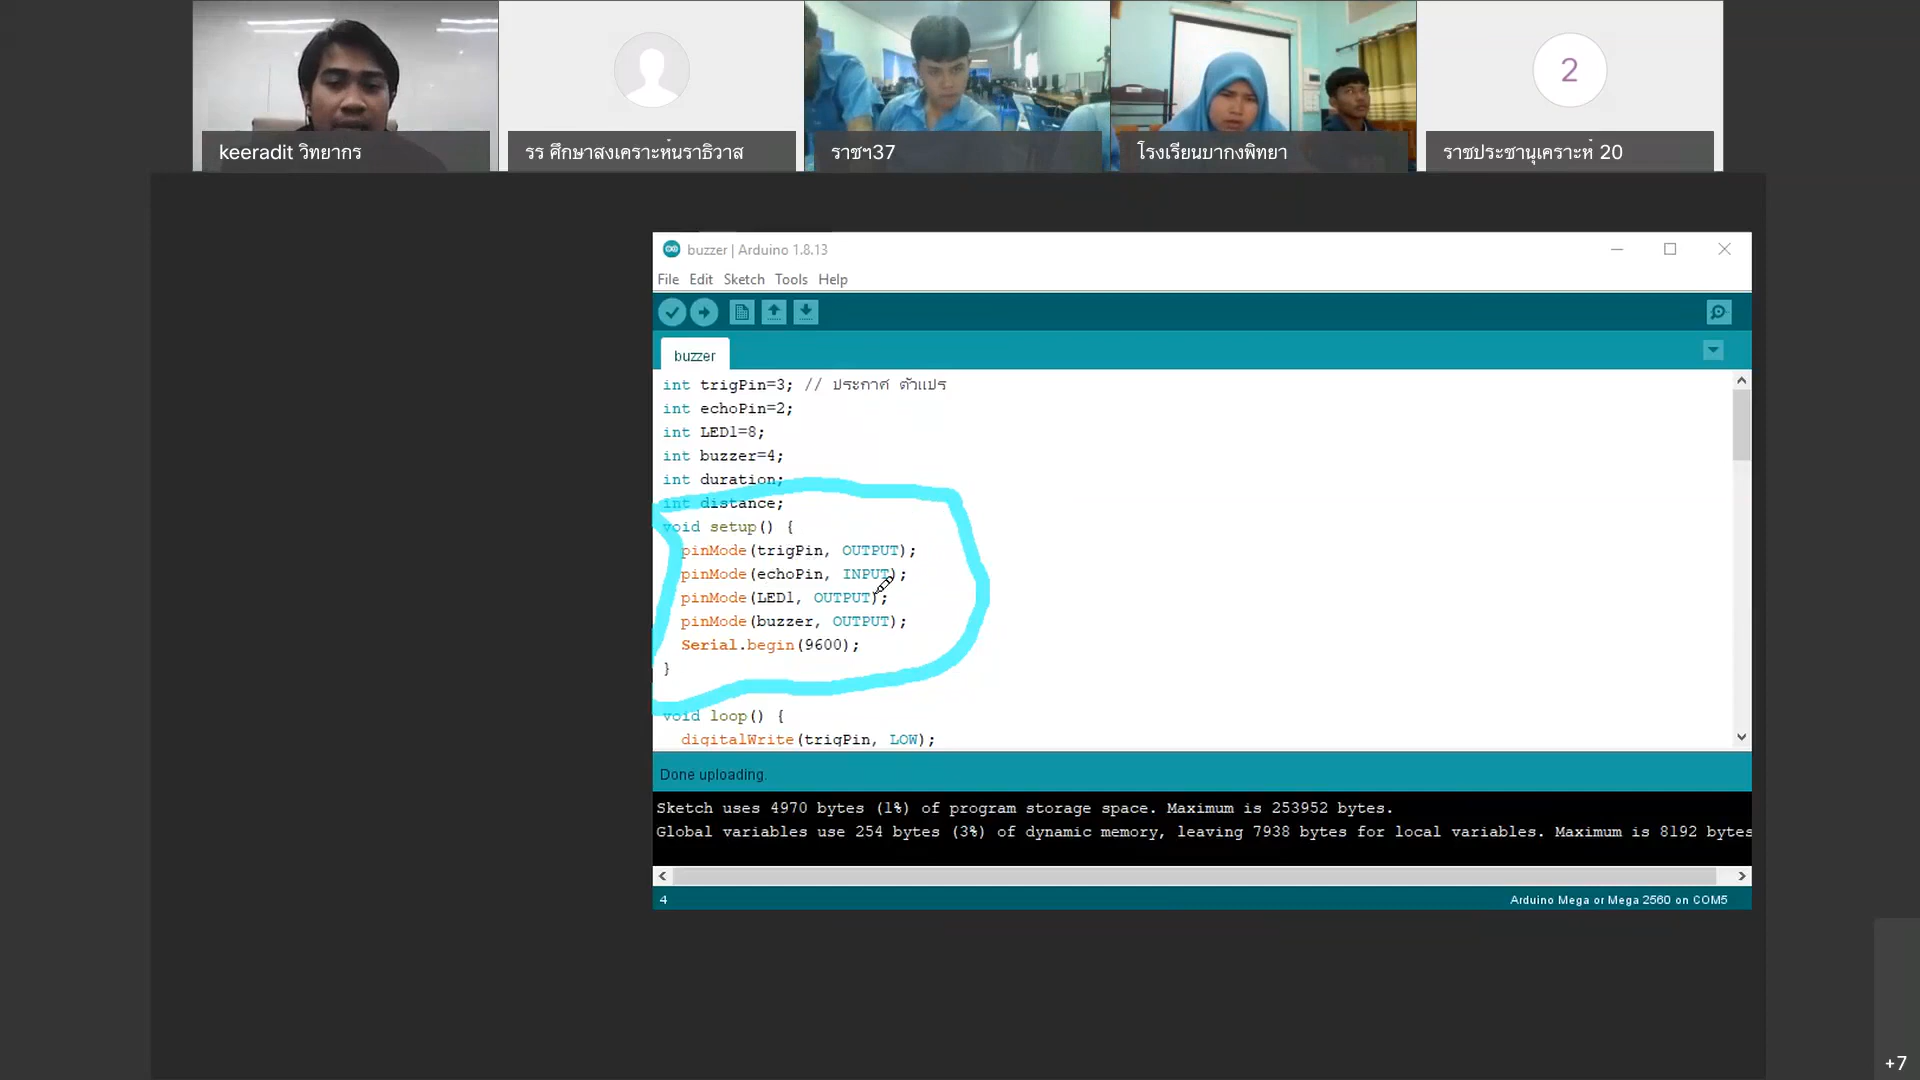 keeradit วิทยากร
รร ศึกษาสงเคราะห์นราธิวาส
ราชฯ37
โรงเรียนบากงพิทยา
2
ราชประชานุเคราะห์ 20
buzzer | Arduino 1.8.13
File Edit Sketch Tools Help
buzzer
int trigPin=3; // ประกาศ ตัวแปร
int echoPin=2;
int LED1=8;
int buzzer=4;
int duration;
int distance;
void setup() {
pinMode(trigPin, OUTPUT);
pinMode(echoPin, INPUT);
pinMode(LED1, OUTPUT);
pinMode(buzzer, OUTPUT);
Serial.begin(9600);
}
void loop() {
digitalWrite(trigPin, LOW);
Done uploading.
Sketch uses 4970 bytes (1%) of program storage space. Maximum is 253952 bytes.
Global variables use 254 bytes (3%) of dynamic memory, leaving 7938 bytes for local variables. Maximum is 8192 bytes
4
Arduino Mega or Mega 2560 on COM5
+7